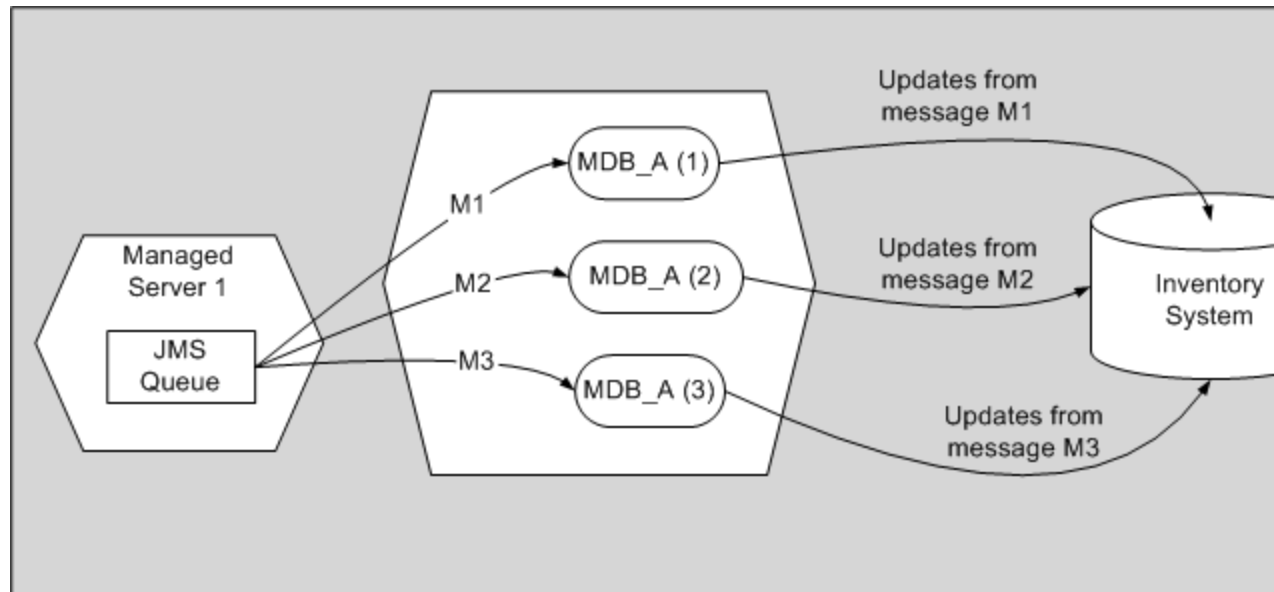 Managed
Server 1
JMS
Queue
M1
M2
M3
MDB_A (1)
MDB_A (2)
MDB_A (3)
Updates from
message M1
Updates from
message M2
Updates from
message M3
Inventory
System